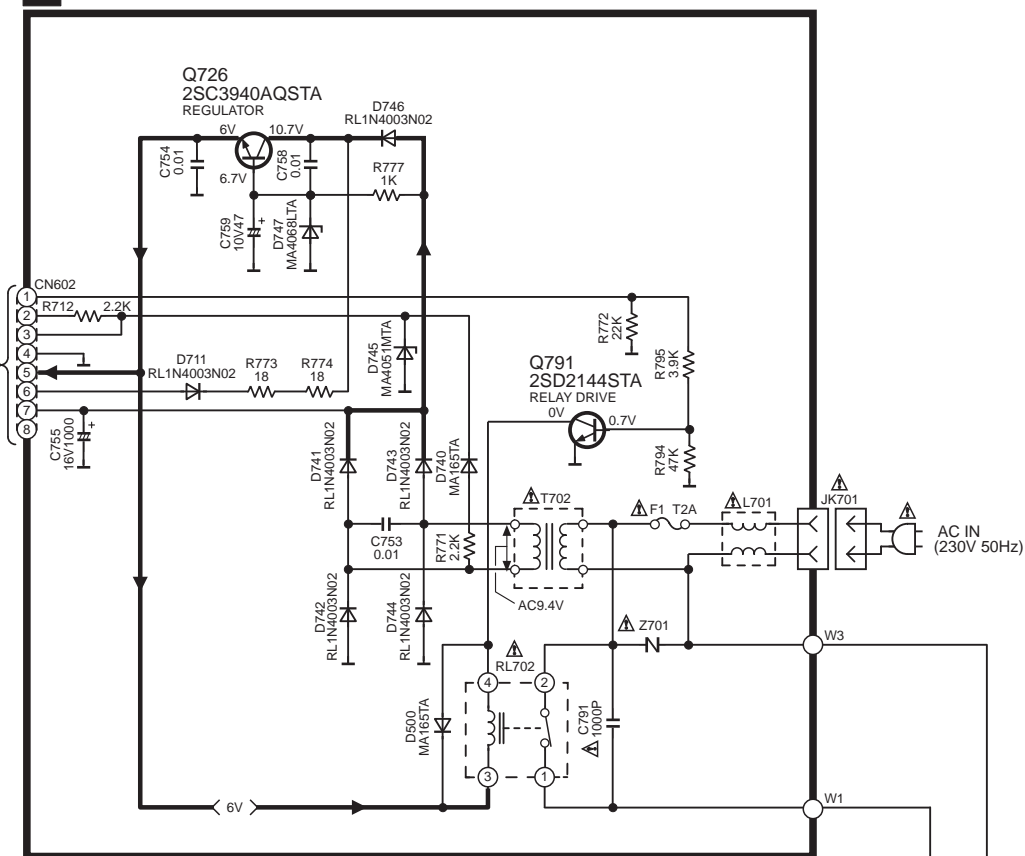 Q726
2SC3940AQSTA
REGULATOR
D746
RL1N4003N02
6V
10.7V
C754
0.01
C758
0.01
R777
1K
6.7V
C759
10V47
+
D747
MA4068LTA
CN602
1
R712
2.2K
2
3
4
5
6
7
8
D711
RL1N4003N02
R773
18
R774
18
D745
MA4051MTA
R772
22K
R795
3.9K
Q791
2SD2144STA
RELAY DRIVE
0V
0.7V
R794
47K
C755
16V1000
+
D741
RL1N4003N02
D743
RL1N4003N02
D740
MA165TA
C753
0.01
R771
2.2K
T702
F1 T2A
L701
JK701
AC IN
(230V 50Hz)
AC9.4V
D742
RL1N4003N02
D744
RL1N4003N02
Z701
W3
RL702
4
2
D500
MA165TA
C791
1000P
3
1
6V
W1